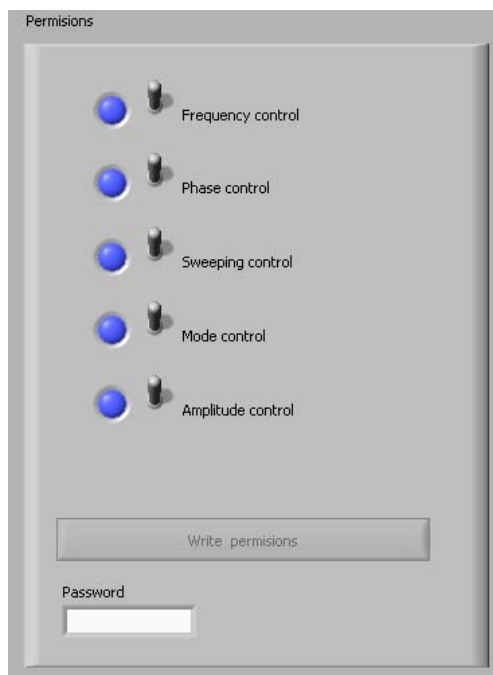 Permisions
Frequency control
Phase control
Sweeping control
Mode control
Amplitude control
Write permisions
Password